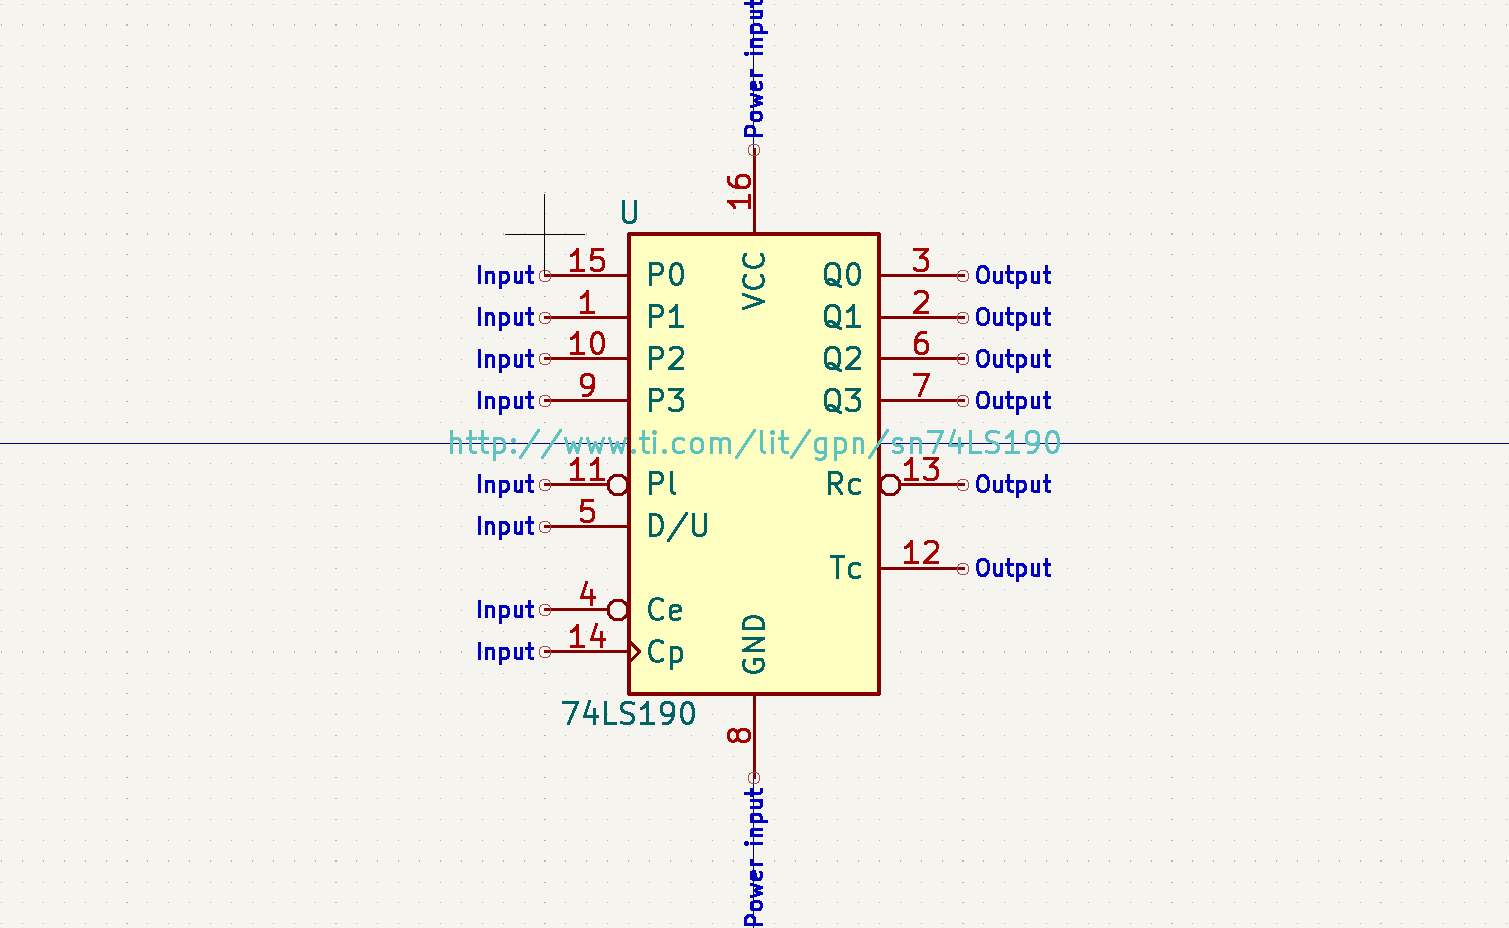 Power input
16
U
VCC
Input 15 P0 Q0 3 Output
Input 1 P1 Q1 2 Output
Input 10 P2 Q2 6 Output
Input 9 P3 Q3 7 Output
http://www.ti.com/lit/gpn/sn74LS190
Input 11 Pl Rc 13 Output
Input 5 D/U
Tc 12 Output
Input 4 Ce
Input 14 Cp
GND
74LS190
8
Power input